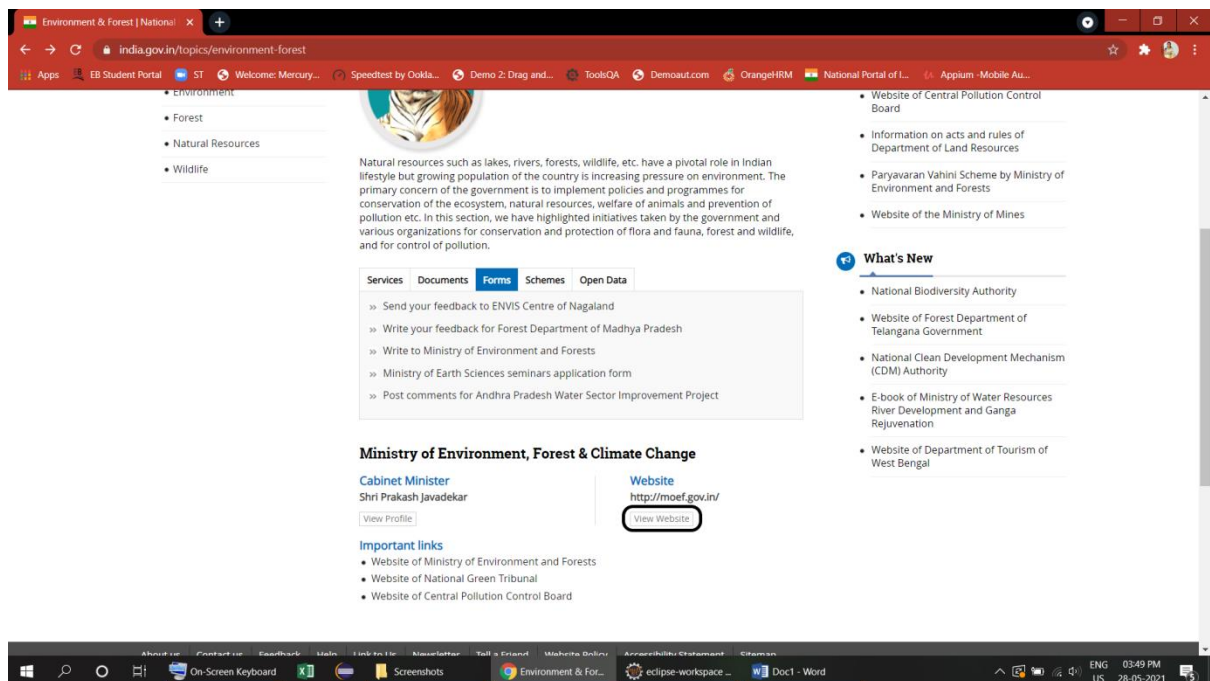 Environment & Forest | National
india.gov.in/topics/environment-forest
Apps EB Student Portal ST Welcome: Mercury... Speedtest by Ookla... Demo 2: Drag and... ToolsQA Demoaut.com OrangeHRM National Portal of I... Appium -Mobile Au...
• Environment
• Forest
• Natural Resources
• Wildlife
Natural resources such as lakes, rivers, forests, wildlife, etc. have a pivotal role in Indian
lifestyle but growing population of the country is increasing pressure on environment. The
primary concern of the government is to implement policies and programmes for
conservation of the ecosystem, natural resources, welfare of animals and prevention of
pollution etc. In this section, we have highlighted initiatives taken by the government and
various organizations for conservation and protection of flora and fauna, forest and wildlife,
and for control of pollution.
Services Documents Forms Schemes Open Data
» Send your feedback to ENVIS Centre of Nagaland
» Write your feedback for Forest Department of Madhya Pradesh
» Write to Ministry of Environment and Forests
» Ministry of Earth Sciences seminars application form
» Post comments for Andhra Pradesh Water Sector Improvement Project
Ministry of Environment, Forest & Climate Change
Cabinet Minister
Shri Prakash Javadekar
View Profile
Website
http://moef.gov.in/
View Website
Important links
• Website of Ministry of Environment and Forests
• Website of National Green Tribunal
• Website of Central Pollution Control Board
• Website of Central Pollution Control
Board
• Information on acts and rules of
Department of Land Resources
• Paryavaran Vahini Scheme by Ministry of
Environment and Forests
• Website of the Ministry of Mines
What's New
• National Biodiversity Authority
• Website of Forest Department of
Telangana Government
• National Clean Development Mechanism
(CDM) Authority
• E-book of Ministry of Water Resources
River Development and Ganga
Rejuvenation
• Website of Department of Tourism of
West Bengal
About us Contact us Feedback Help Link to Us Newsletter Tell a Friend Website Policy Accessibility Statement Sitemap
On-Screen Keyboard Screenshots Environment & For... eclipse-workspace ... Doc1 - Word
ENG 03:49 PM
US 28-05-2021 5